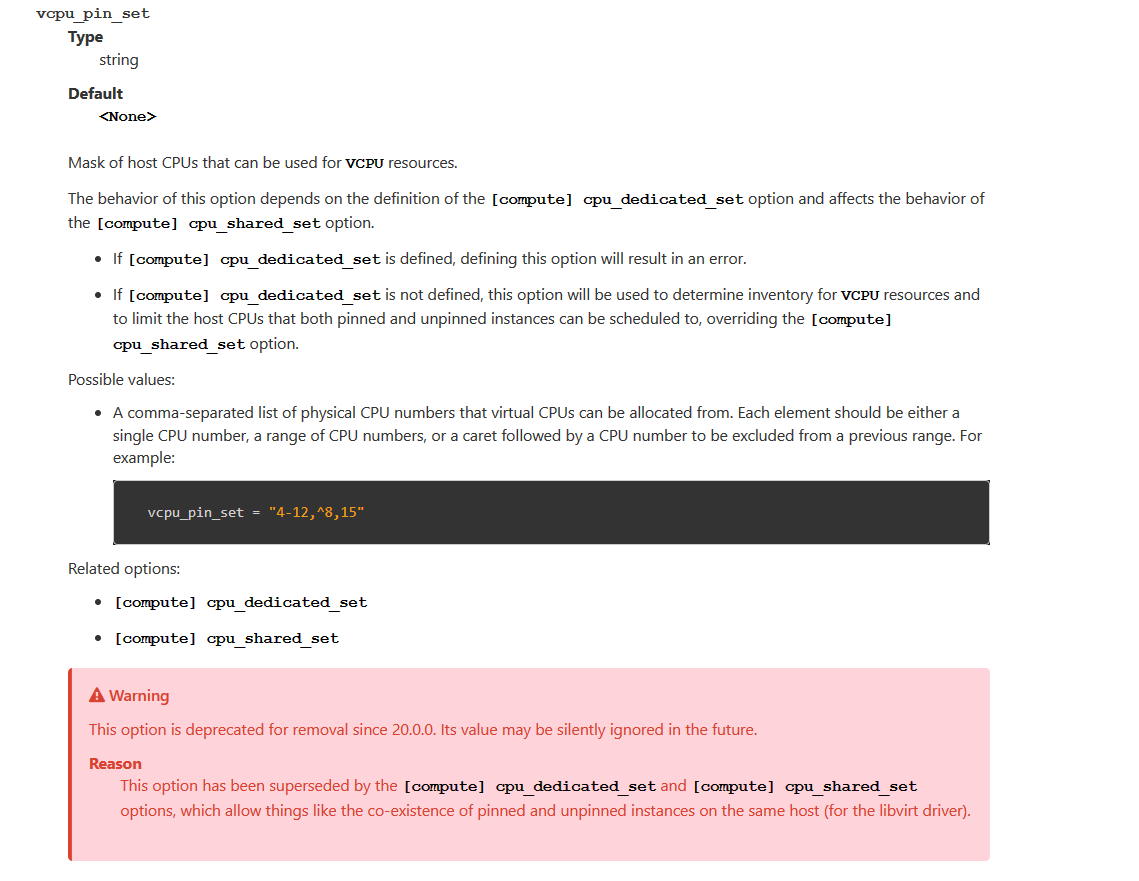 vcpu_pin_set
Type
string
Default
<None>
Mask of host CPUs that can be used for VCPU resources.
The behavior of this option depends on the definition of the [compute] cpu_dedicated_set option and affects the behavior of
the [compute] cpu_shared_set option.
• If [compute] cpu_dedicated_set is defined, defining this option will result in an error.
• If [compute] cpu_dedicated_set is not defined, this option will be used to determine inventory for VCPU resources and
to limit the host CPUs that both pinned and unpinned instances can be scheduled to, overriding the [compute]
cpu_shared_set option.
Possible values:
• A comma-separated list of physical CPU numbers that virtual CPUs can be allocated from. Each element should be either a
single CPU number, a range of CPU numbers, or a caret followed by a CPU number to be excluded from a previous range. For
example:
vcpu_pin_set = "4-12,^8,15"
Related options:
• [compute] cpu_dedicated_set
• [compute] cpu_shared_set
Warning
This option is deprecated for removal since 20.0.0. Its value may be silently ignored in the future.
Reason
This option has been superseded by the [compute] cpu_dedicated_set and [compute] cpu_shared_set
options, which allow things like the co-existence of pinned and unpinned instances on the same host (for the libvirt driver).